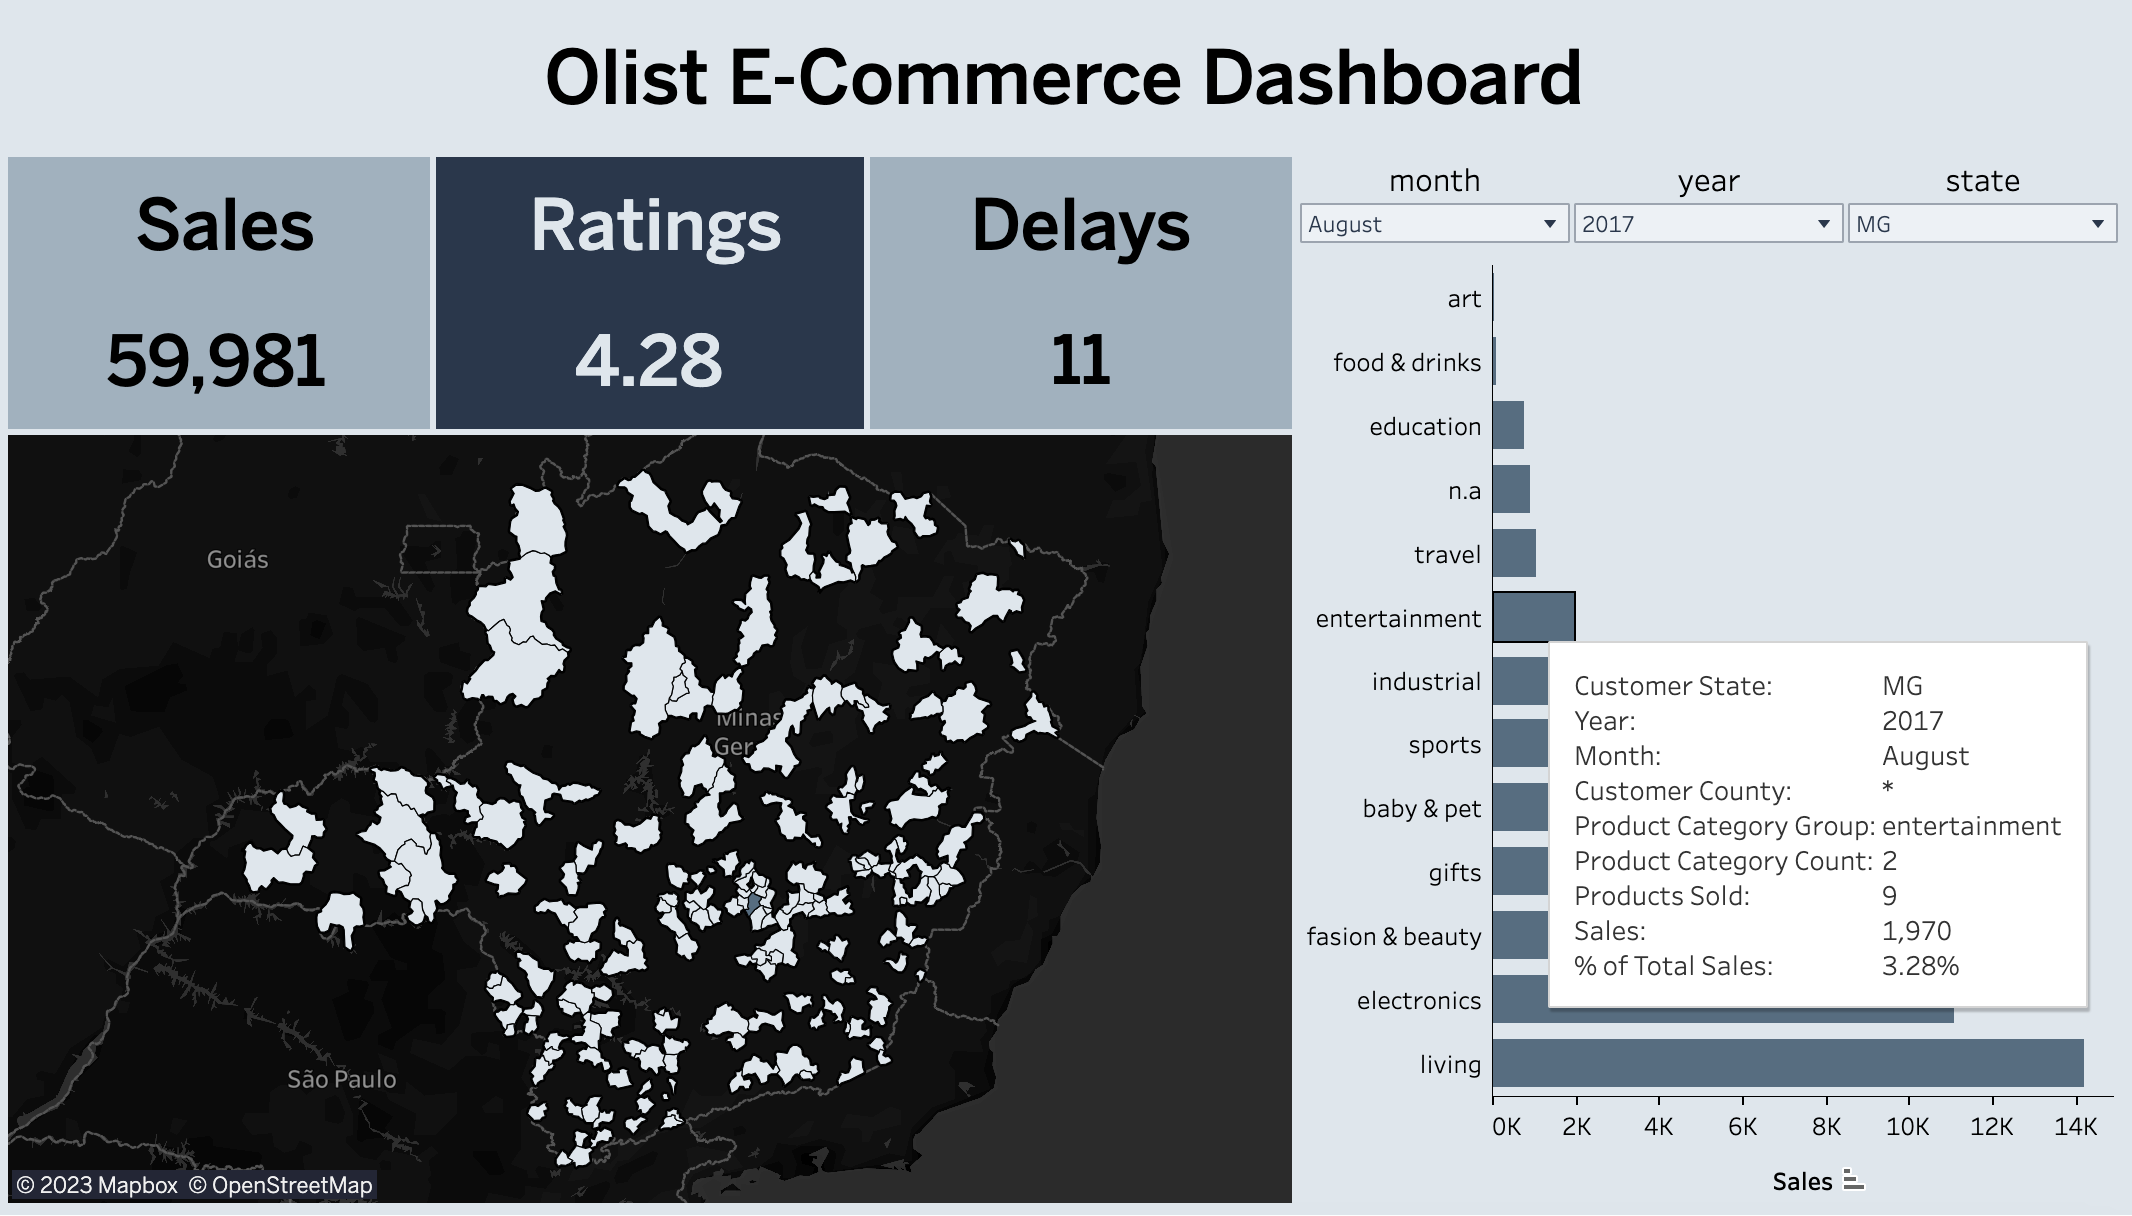 Olist E-Commerce Dashboard
Sales
59,981
Ratings
4.28
Delays
11
month
year
state
August
2017
MG
Goiás
Minas
Ger
São Paulo
© 2023 Mapbox © OpenStreetMap
art
food & drinks
education
n.a
travel
entertainment
industrial
sports
baby & pet
gifts
fasion & beauty
electronics
living
Customer State: MG
Year: 2017
Month: August
Customer County: *
Product Category Group: entertainment
Product Category Count: 2
Products Sold: 9
Sales: 1,970
% of Total Sales: 3.28%
0K 2K 4K 6K 8K 10K 12K 14K
Sales